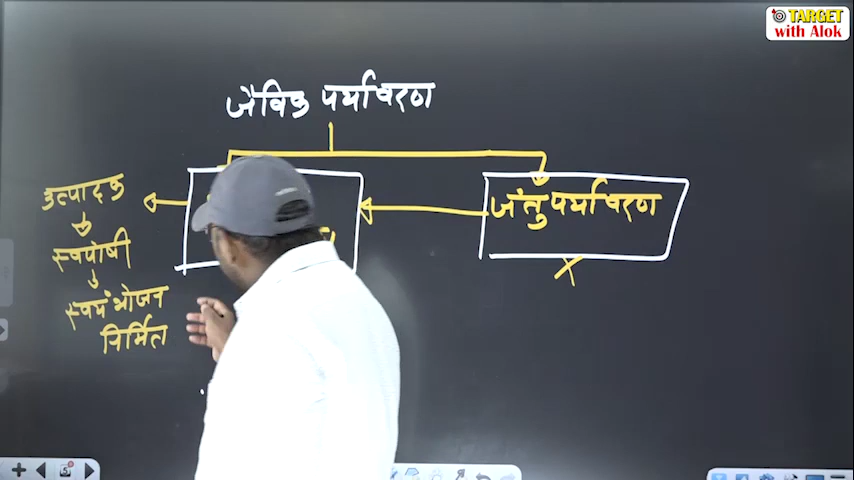 TARGET
with Alok
जैविक पर्यावरण
उत्पादक
स्वपोषी
स्वयं भोजन
निर्मित
जंतु पर्यावरण